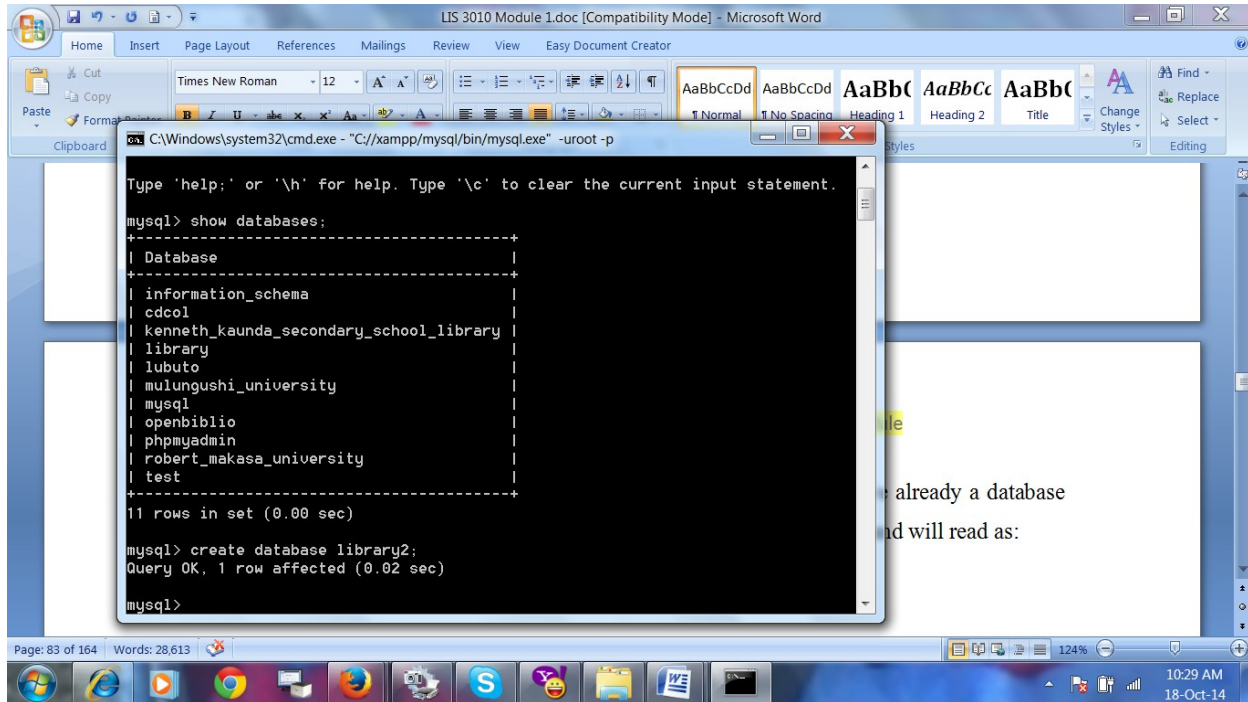 LIS 3010 Module 1.doc [Compatibility Mode] - Microsoft Word
Home Insert Page Layout References Mailings Review View Easy Document Creator
Paste
Cut
Copy
Format Painter
Clipboard
Times New Roman 12
AaBbCcDd AaBbCcDd AaBb( AaBbCc AaBb(
¶ Normal ¶ No Spacing Heading 1 Heading 2 Title
Change Styles
Styles
Find
Replace
Select
Editing
C:\Windows\system32\cmd.exe - "C://xampp/mysql/bin/mysql.exe" -uroot -p
Type 'help;' or '\h' for help. Type '\c' to clear the current input statement.
mysql> show databases;
+-----------------------------------------+
| Database |
+-----------------------------------------+
| information_schema |
| cdcol |
| kenneth_kaunda_secondary_school_library |
| library |
| lubuto |
| mulungushi_university |
| mysql |
| openbiblio |
| phpmyadmin |
| robert_makasa_university |
| test |
+-----------------------------------------+
11 rows in set (0.00 sec)
mysql> create database library2;
Query OK, 1 row affected (0.02 sec)
mysql>
already a database
will read as:
Page: 83 of 164 Words: 28,613
124%
10:29 AM
18-Oct-14